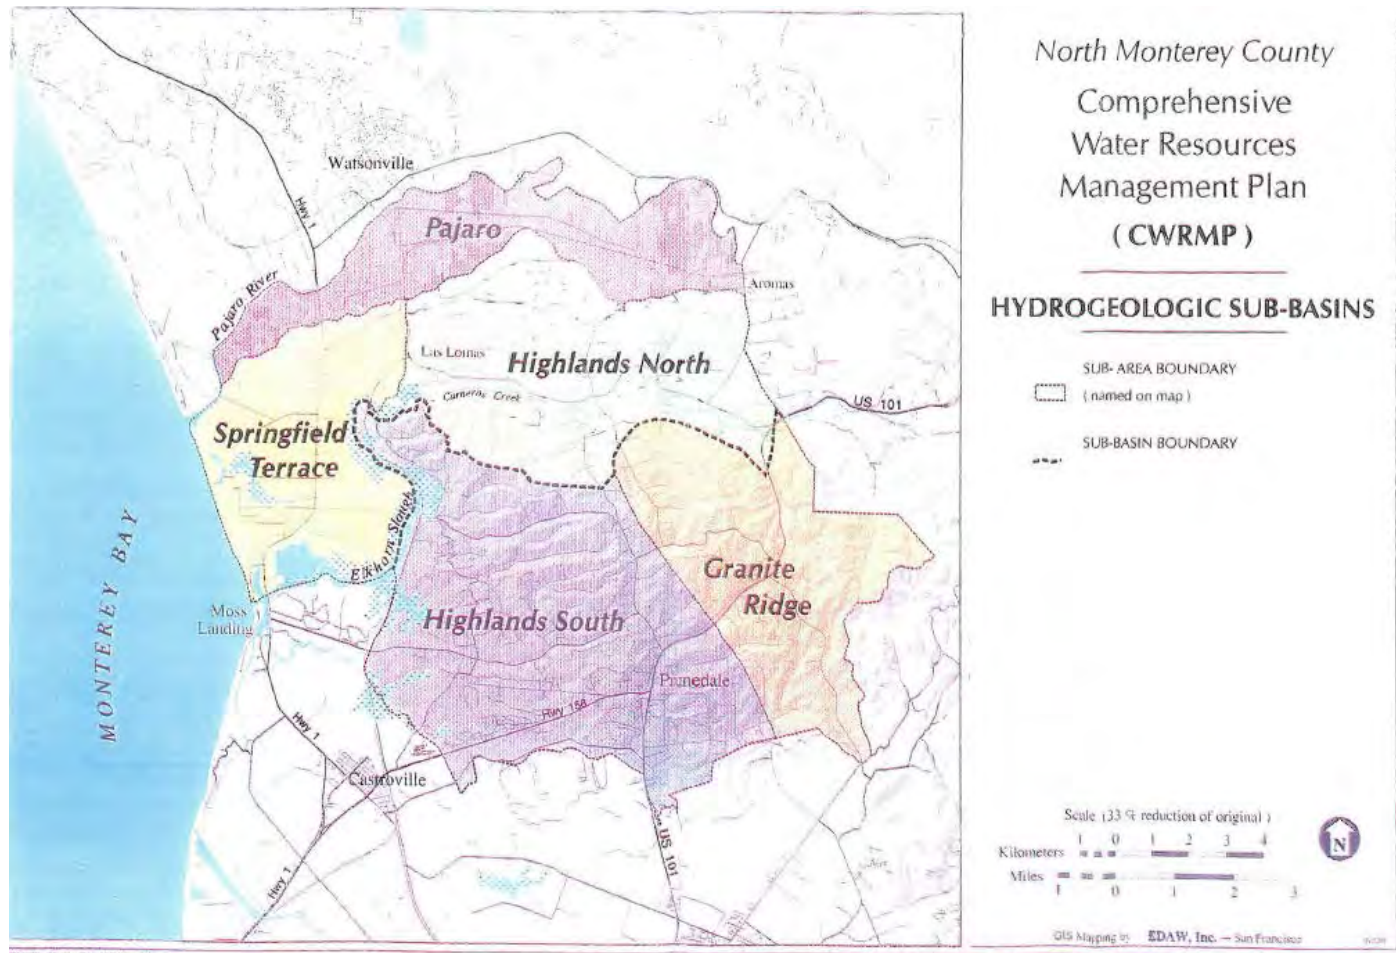 North Monterey County
Comprehensive
Water Resources
Management Plan
( CWRMP )
HYDROGEOLOGIC SUB-BASINS
SUB- AREA BOUNDARY
( named on map )
SUB-BASIN BOUNDARY
Watsonville
Hwy 1
Pajaro
Pajaro River
Aromas
Las Lomas
Highlands North
Carneros Creek
US 101
Springfield
Terrace
Elkhorn Slough
MONTEREY BAY
Granite
Ridge
Moss
Landing
Highlands South
Prunedale
Hwy 156
Hwy 1
Castroville
US 101
Hwy 1
Scale (33 % reduction of original )
Kilometers 1 0 1 2 3 4
Miles 1 0 1 2 3
N
GIS Mapping by EDAW, Inc. — San Francisco